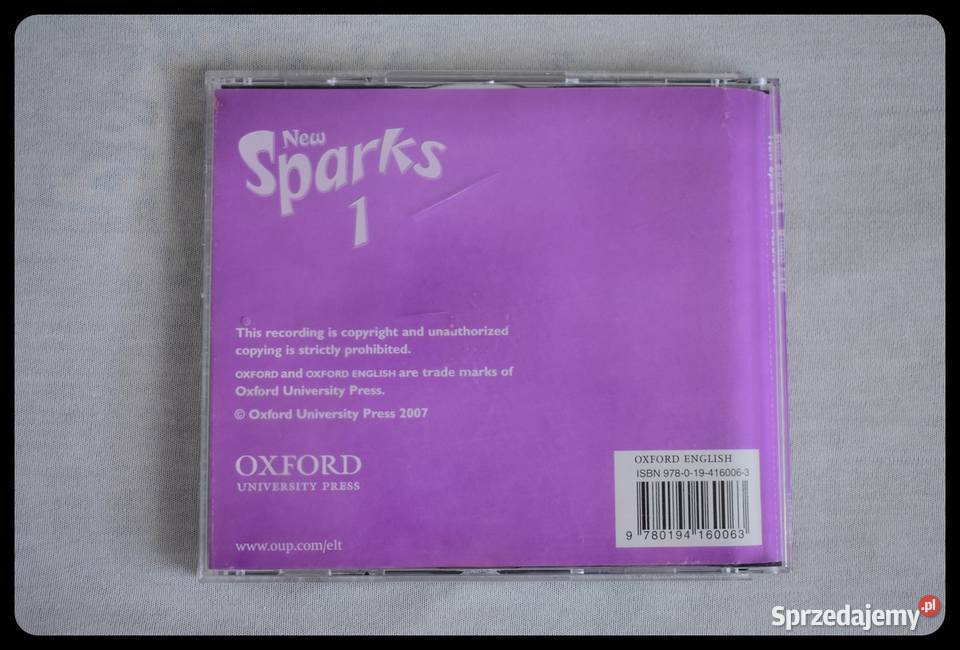 New
Sparks
1
This recording is copyright and unauthorized
copying is strictly prohibited.
OXFORD and OXFORD ENGLISH are trade marks of
Oxford University Press.
© Oxford University Press 2007
OXFORD
UNIVERSITY PRESS
www.oup.com/elt
OXFORD ENGLISH
ISBN 978-0-19-416006-3
9 780194 160063
Sprzedajemy.pl